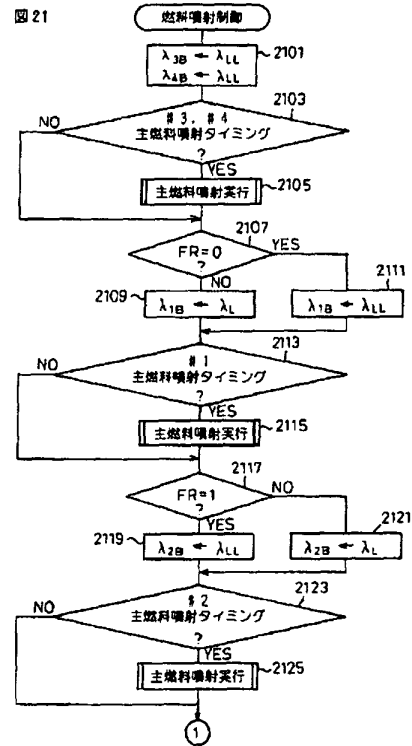 図21
燃料噴射制御
λ3B ← λLL
λ4B ← λLL
2101
2103
NO
#3, #4
主燃料噴射タイミング
?
YES
主燃料噴射実行
2105
2107
FR=0
?
YES
NO
2109
λ1B ← λL
2111
λ1B ← λLL
2113
NO
#1
主燃料噴射タイミング
?
YES
主燃料噴射実行
2115
2117
FR=1
?
NO
YES
2119
λ2B ← λLL
2121
λ2B ← λL
2123
NO
#2
主燃料噴射タイミング
?
YES
主燃料噴射実行
2125
1